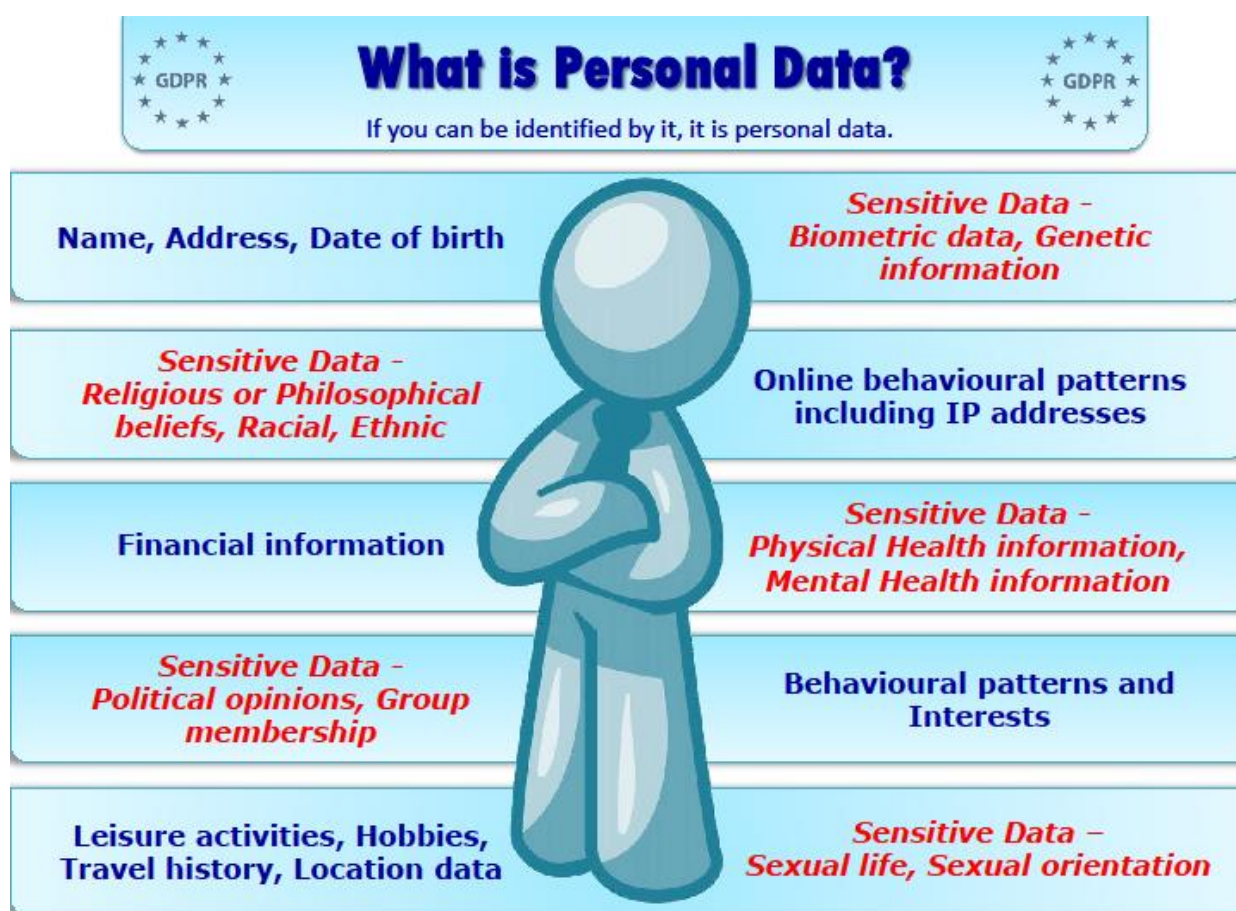 GDPR
What is Personal Data?
GDPR
If you can be identified by it, it is personal data.
Name, Address, Date of birth
Sensitive Data -
Biometric data, Genetic
information
Sensitive Data -
Religious or Philosophical
beliefs, Racial, Ethnic
Online behavioural patterns
including IP addresses
Financial information
Sensitive Data -
Physical Health information,
Mental Health information
Sensitive Data -
Political opinions, Group
membership
Behavioural patterns and
Interests
Leisure activities, Hobbies,
Travel history, Location data
Sensitive Data –
Sexual life, Sexual orientation